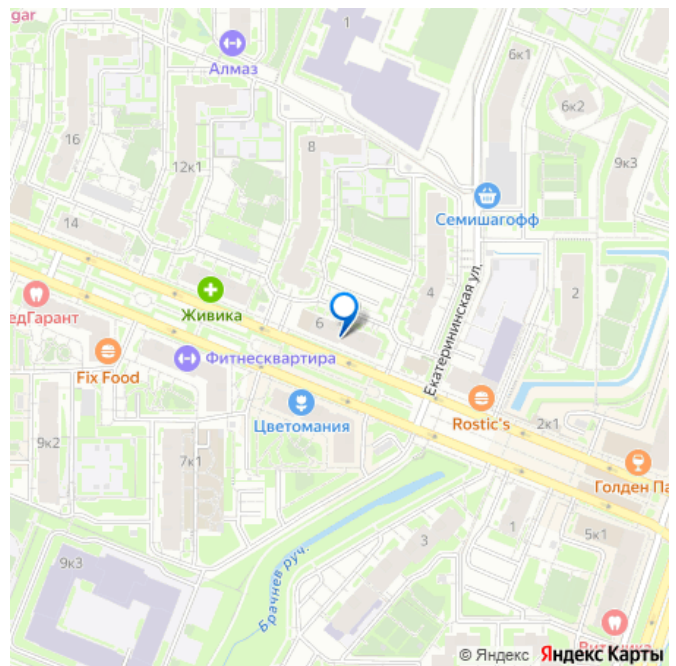 gar
1
6к1
Алмаз
6к2
16
12к1
8
9к3
Семишагофф
14
4
2
Екатерининская ул.
Живика
едГарант
6
Фитнесквартира
Fix Food
Rostic's
Цветомания
2к1
9к2
7к1
Голден Па
1
5к1
3
Брачнев руч.
9к3
© Яндекс Яндекс Карты